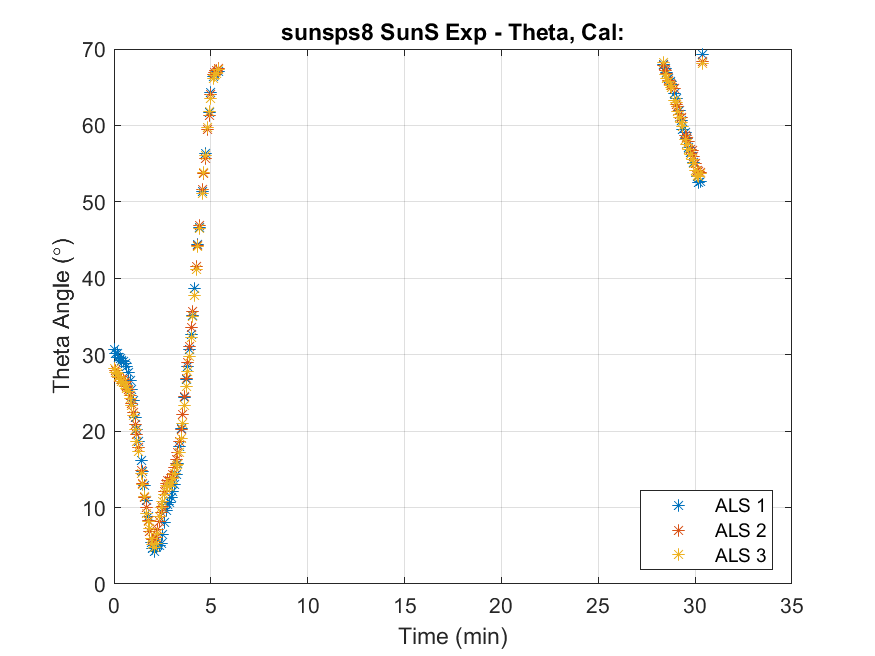 sunsps8 SunS Exp - Theta, Cal:
Theta Angle (°)
70
60
50
40
30
20
10
0
0 5 10 15 20 25 30 35
Time (min)
ALS 1
ALS 2
ALS 3